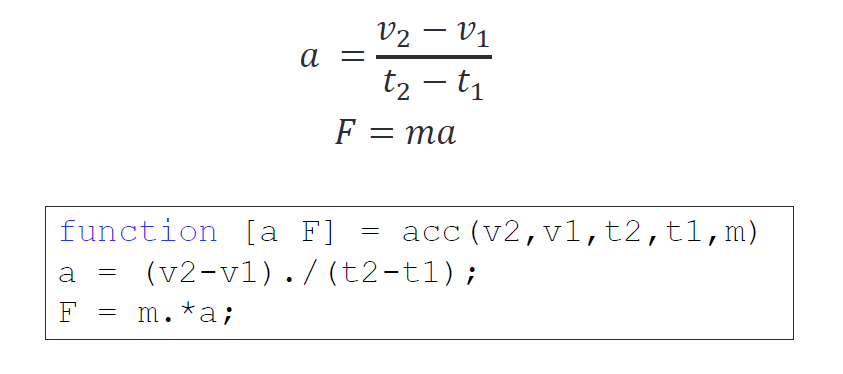 a = v₂ − v₁ / t₂ − t₁
F = ma
function [a F] = acc(v2,v1,t2,t1,m)
a = (v2-v1)./(t2-t1);
F = m.*a;